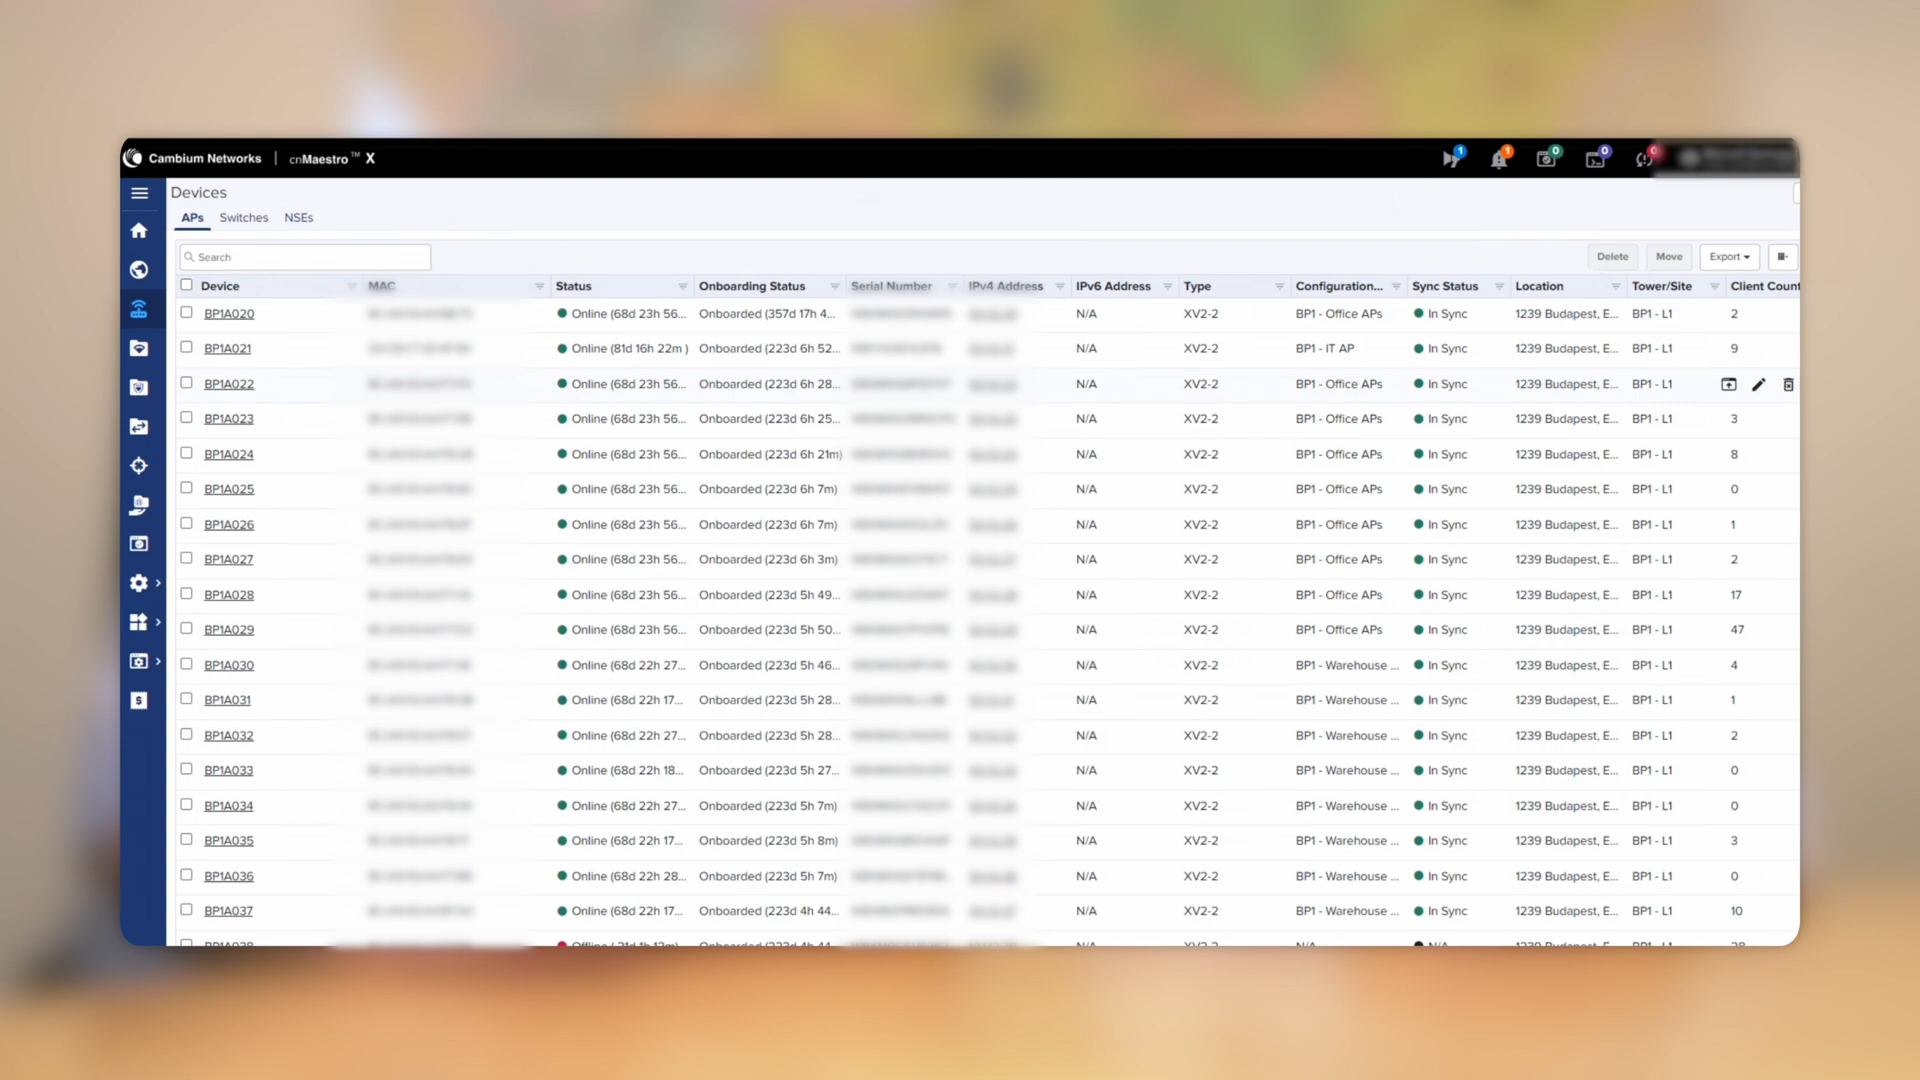 Cambium Networks | cnMaestro™ X
1 1 0 0 0
Devices
APs Switches NSEs
Search Delete Move Export
Device MAC Status Onboarding Status Serial Number IPv4 Address IPv6 Address Type Configuration... Sync Status Location Tower/Site Client Count
BP1A020 Online (68d 23h 56... Onboarded (357d 17h 4... N/A XV2-2 BP1 - Office APs In Sync 1239 Budapest, E... BP1 - L1 2
BP1A021 Online (81d 16h 22m ) Onboarded (223d 6h 52... N/A XV2-2 BP1 - IT AP In Sync 1239 Budapest, E... BP1 - L1 9
BP1A022 Online (68d 23h 56... Onboarded (223d 6h 28... N/A XV2-2 BP1 - Office APs In Sync 1239 Budapest, E... BP1 - L1
BP1A023 Online (68d 23h 56... Onboarded (223d 6h 25... N/A XV2-2 BP1 - Office APs In Sync 1239 Budapest, E... BP1 - L1 3
BP1A024 Online (68d 23h 56... Onboarded (223d 6h 21m) N/A XV2-2 BP1 - Office APs In Sync 1239 Budapest, E... BP1 - L1 8
BP1A025 Online (68d 23h 56... Onboarded (223d 6h 7m) N/A XV2-2 BP1 - Office APs In Sync 1239 Budapest, E... BP1 - L1 0
BP1A026 Online (68d 23h 56... Onboarded (223d 6h 7m) N/A XV2-2 BP1 - Office APs In Sync 1239 Budapest, E... BP1 - L1 1
BP1A027 Online (68d 23h 56... Onboarded (223d 6h 3m) N/A XV2-2 BP1 - Office APs In Sync 1239 Budapest, E... BP1 - L1 2
BP1A028 Online (68d 23h 56... Onboarded (223d 5h 49... N/A XV2-2 BP1 - Office APs In Sync 1239 Budapest, E... BP1 - L1 17
BP1A029 Online (68d 23h 56... Onboarded (223d 5h 50... N/A XV2-2 BP1 - Office APs In Sync 1239 Budapest, E... BP1 - L1 47
BP1A030 Online (68d 22h 27... Onboarded (223d 5h 46... N/A XV2-2 BP1 - Warehouse ... In Sync 1239 Budapest, E... BP1 - L1 4
BP1A031 Online (68d 22h 17... Onboarded (223d 5h 28... N/A XV2-2 BP1 - Warehouse ... In Sync 1239 Budapest, E... BP1 - L1 1
BP1A032 Online (68d 22h 27... Onboarded (223d 5h 28... N/A XV2-2 BP1 - Warehouse ... In Sync 1239 Budapest, E... BP1 - L1 2
BP1A033 Online (68d 22h 18... Onboarded (223d 5h 27... N/A XV2-2 BP1 - Warehouse ... In Sync 1239 Budapest, E... BP1 - L1 0
BP1A034 Online (68d 22h 27... Onboarded (223d 5h 7m) N/A XV2-2 BP1 - Warehouse ... In Sync 1239 Budapest, E... BP1 - L1 0
BP1A035 Online (68d 22h 17... Onboarded (223d 5h 8m) N/A XV2-2 BP1 - Warehouse ... In Sync 1239 Budapest, E... BP1 - L1 3
BP1A036 Online (68d 22h 28... Onboarded (223d 5h 7m) N/A XV2-2 BP1 - Warehouse ... In Sync 1239 Budapest, E... BP1 - L1 0
BP1A037 Online (68d 22h 17... Onboarded (223d 4h 44... N/A XV2-2 BP1 - Warehouse ... In Sync 1239 Budapest, E... BP1 - L1 10